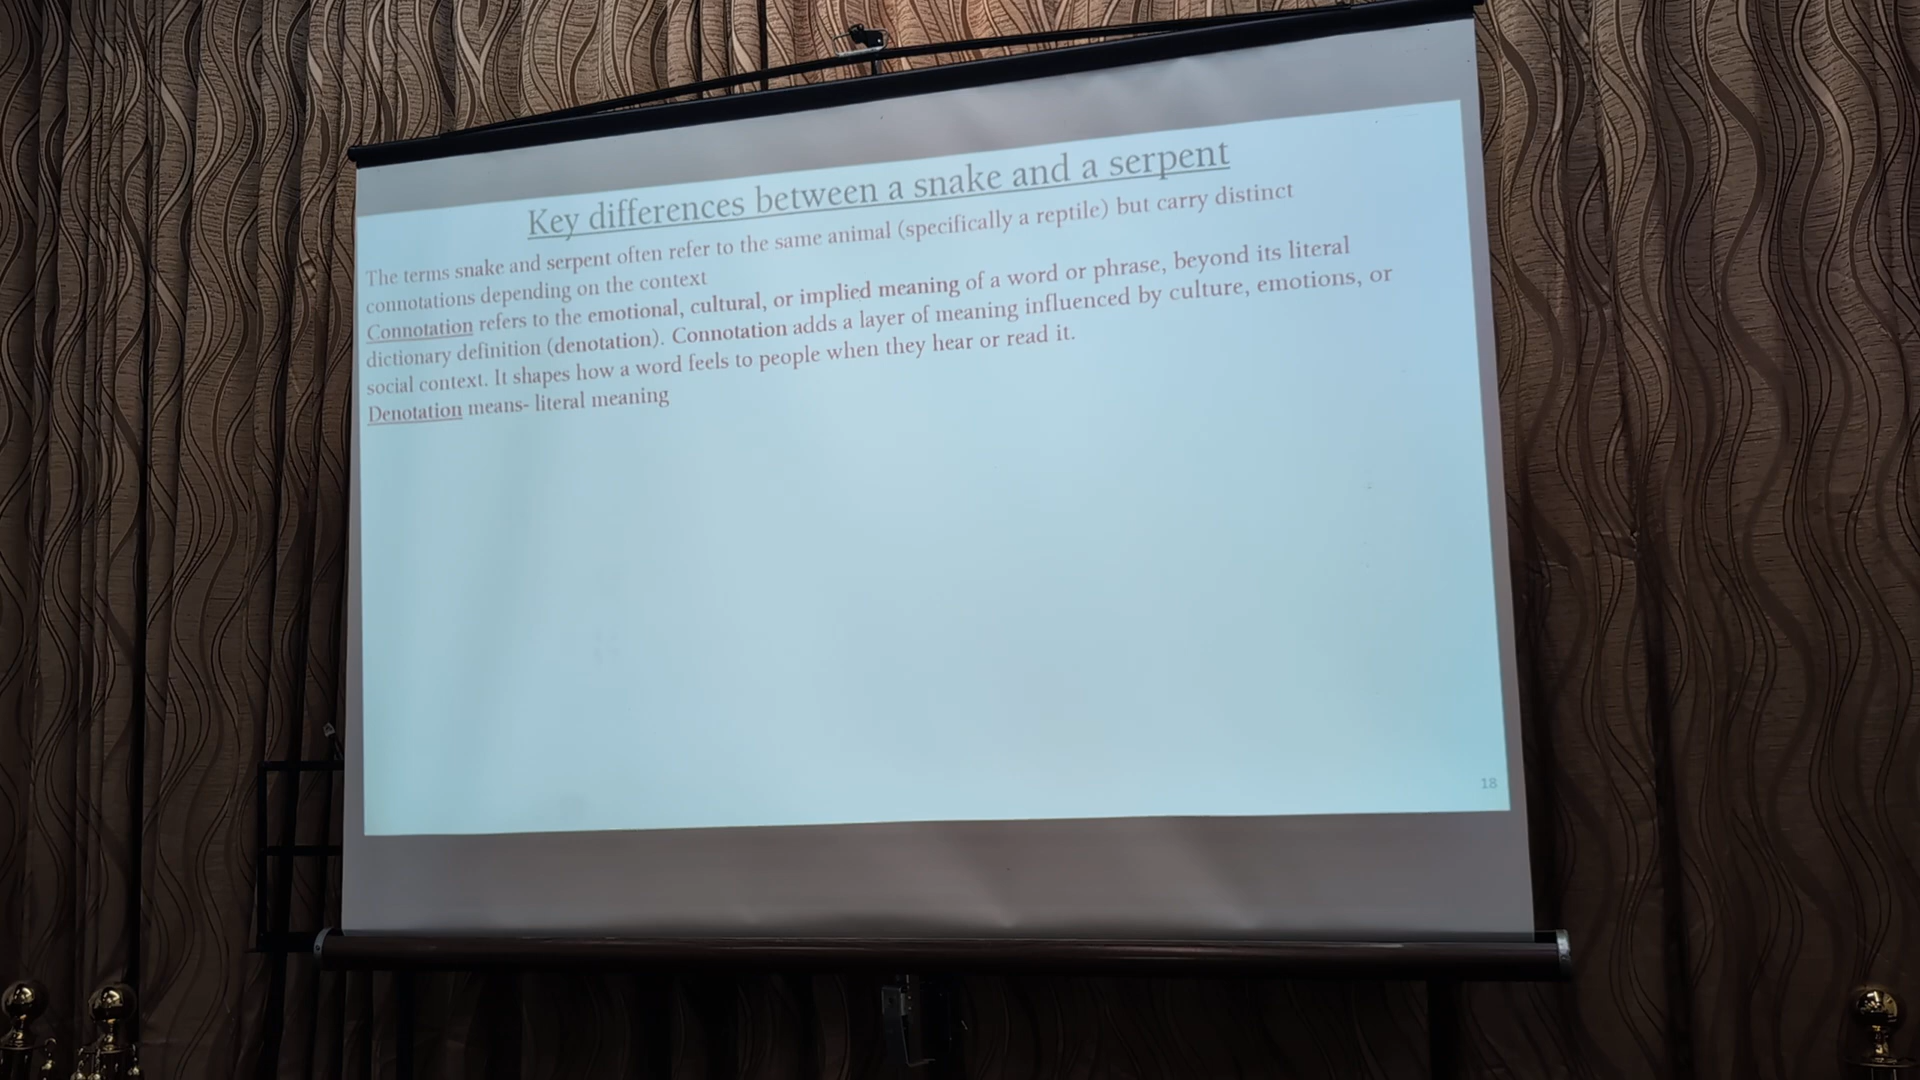 Key differences between a snake and a serpent
The terms snake and serpent often refer to the same animal (specifically a reptile) but carry distinct
connotations depending on the context
Connotation refers to the emotional, cultural, or implied meaning of a word or phrase, beyond its literal
dictionary definition (denotation). Connotation adds a layer of meaning influenced by culture, emotions, or
social context. It shapes how a word feels to people when they hear or read it.
Denotation means- literal meaning
18